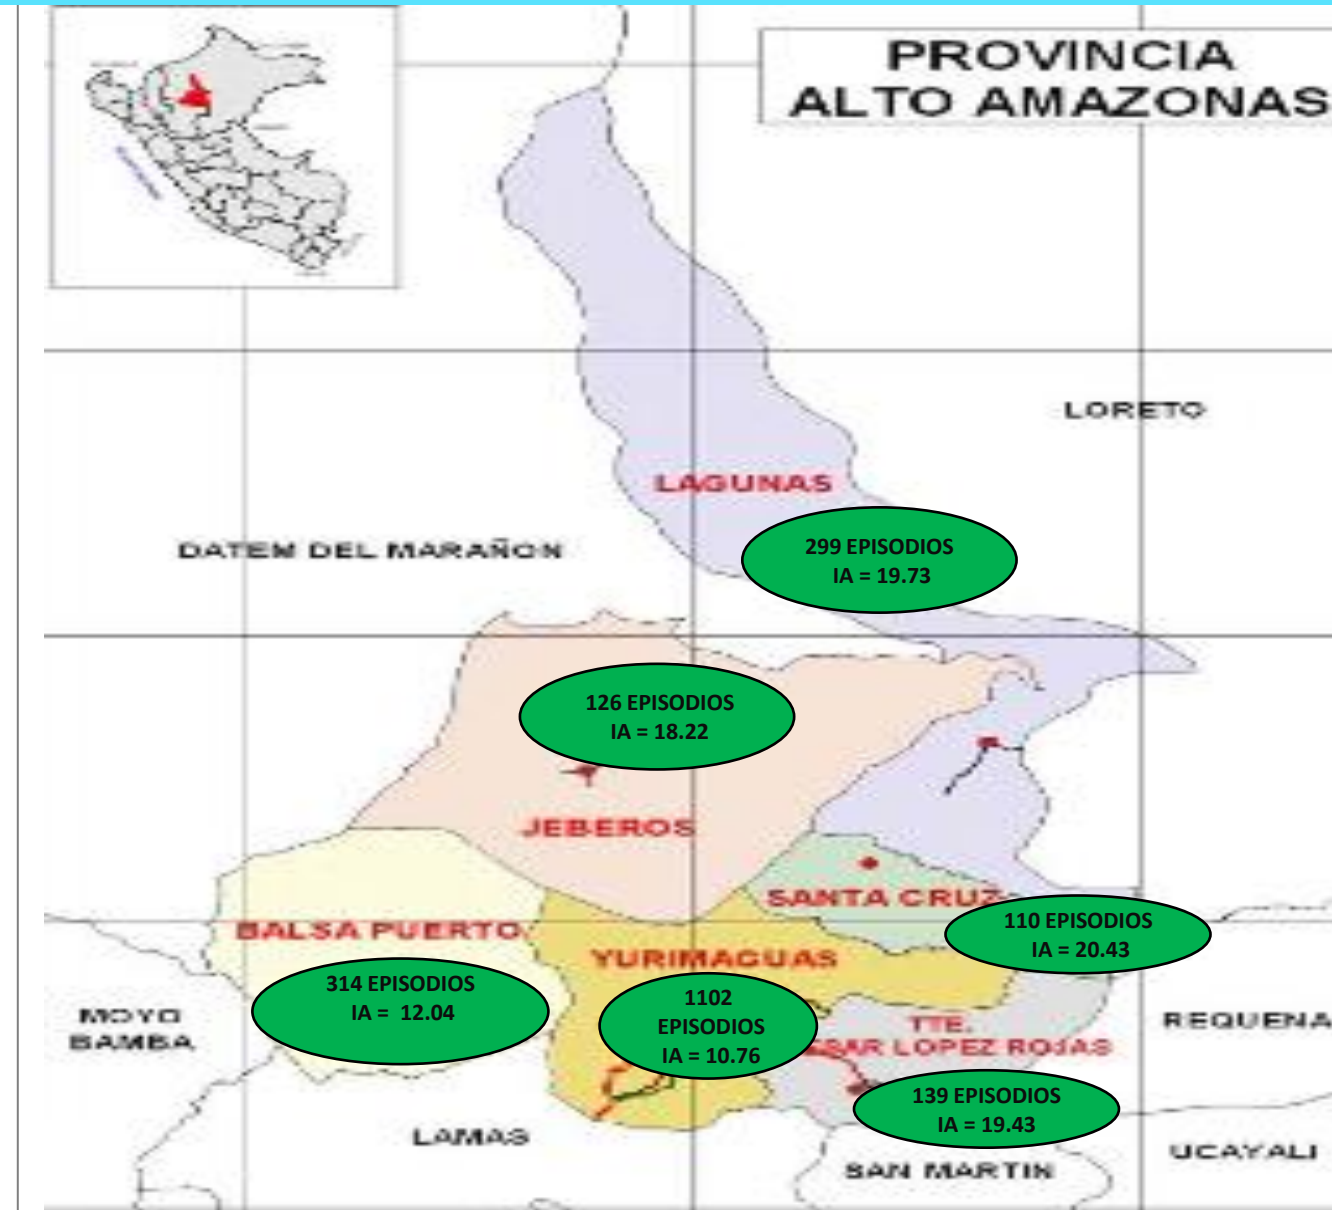 PROVINCIA
ALTO AMAZONAS
LORETO
LAGUNAS
DATEM DEL MARAÑON
299 EPISODIOS
IA = 19.73
126 EPISODIOS
IA = 18.22
JEBEROS
SANTA CRUZ
110 EPISODIOS
IA = 20.43
BALSA PUERTO
YURIMAGUAS
314 EPISODIOS
IA = 12.04
1102
EPISODIOS
IA = 10.76
MOYO
BAMBA
TTE.
ESAR LOPEZ ROJAS
REQUENA
139 EPISODIOS
IA = 19.43
LAMAS
SAN MARTIN
UCAYALI